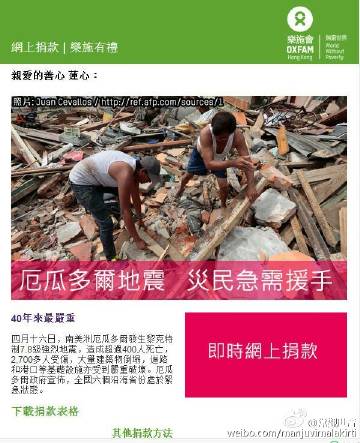 樂施會
OXFAM
Hong Kong
無窮世界
World
Without
Poverty
網上捐款 | 樂施有禮
親愛的善心 蓮心：
照片: Juan Cevallos / http://ref.afp.com/sources/1
厄瓜多爾地震 災民急需援手
40年來最嚴重
四月十六日，南美洲厄瓜多爾發生黎克特
制7.8級強烈地震，造成超過400人死亡，
2,700多人受傷，大量建築物倒塌，道路
和港口等基礎設施亦受到嚴重破壞。厄瓜
多爾政府宣佈，全國六個沿海省份處於緊
急狀態。
即時網上捐款
下載捐款表格
其他捐款方法
weibo.com/manjuvimalakirti